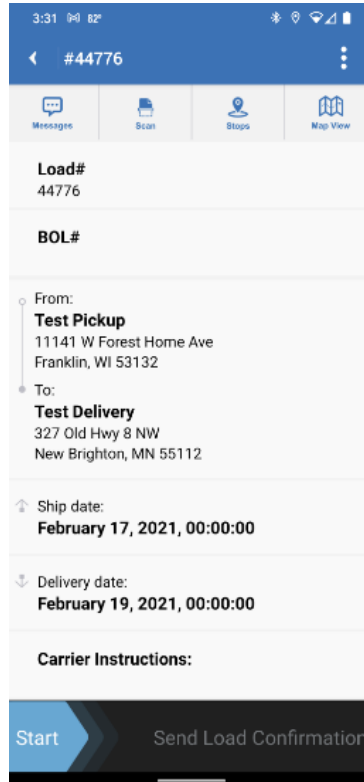 3:31 82°
#44776
Messages Scan Stops Map View
Load#
44776
BOL#
From:
Test Pickup
11141 W Forest Home Ave
Franklin, WI 53132
To:
Test Delivery
327 Old Hwy 8 NW
New Brighton, MN 55112
Ship date:
February 17, 2021, 00:00:00
Delivery date:
February 19, 2021, 00:00:00
Carrier Instructions:
Start Send Load Confirmation